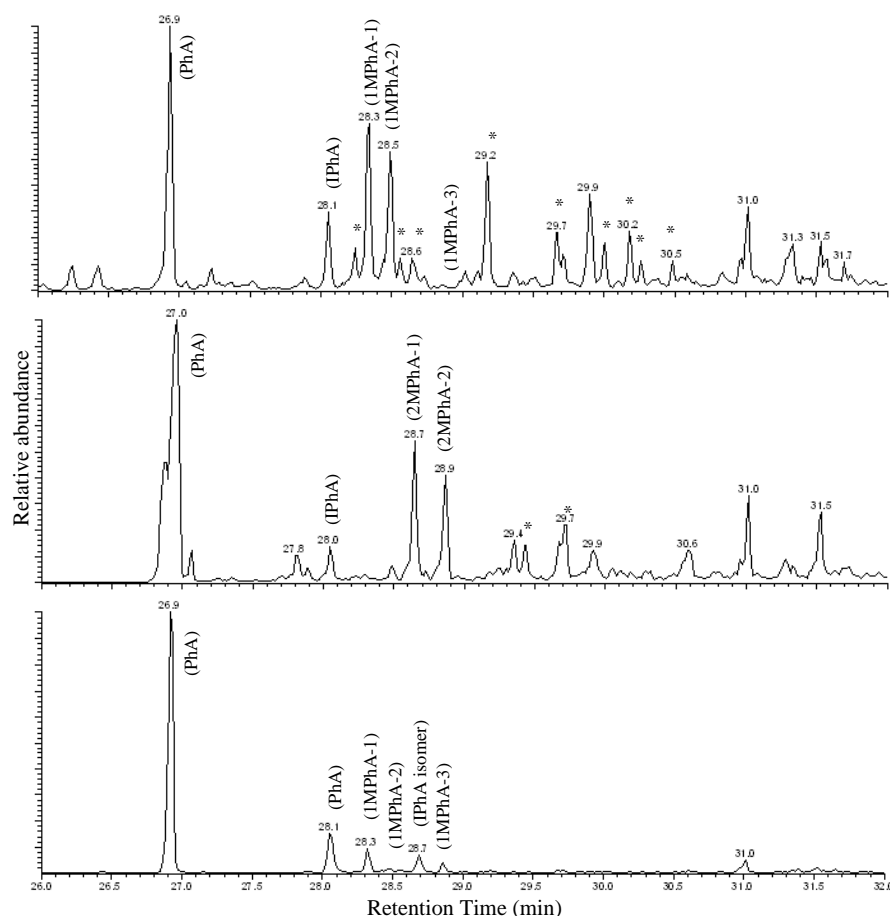 26.9
(PhA)
28.1
(IPhA)
*
28.3
(1MPhA-1)
28.5
(1MPhA-2)
*
28.6
*
(1MPhA-3)
29.2
*
29.7
*
29.9
*
30.2
*
*
30.5
*
31.0
31.3
31.5
31.7
27.0
(PhA)
27.8
28.0
(IPhA)
28.7
(2MPhA-1)
28.9
(2MPhA-2)
29.4
*
29.7
*
29.9
30.6
31.0
31.5
Relative abundance
26.9
(PhA)
28.1
(PhA)
28.3
(1MPhA-1)
(1MPhA-2)
28.7
(IPhA isomer)
(1MPhA-3)
31.0
26.0 26.5 27.0 27.5 28.0 28.5 29.0 29.5 30.0 30.5 31.0 31.5 32.0
Retention Time (min)